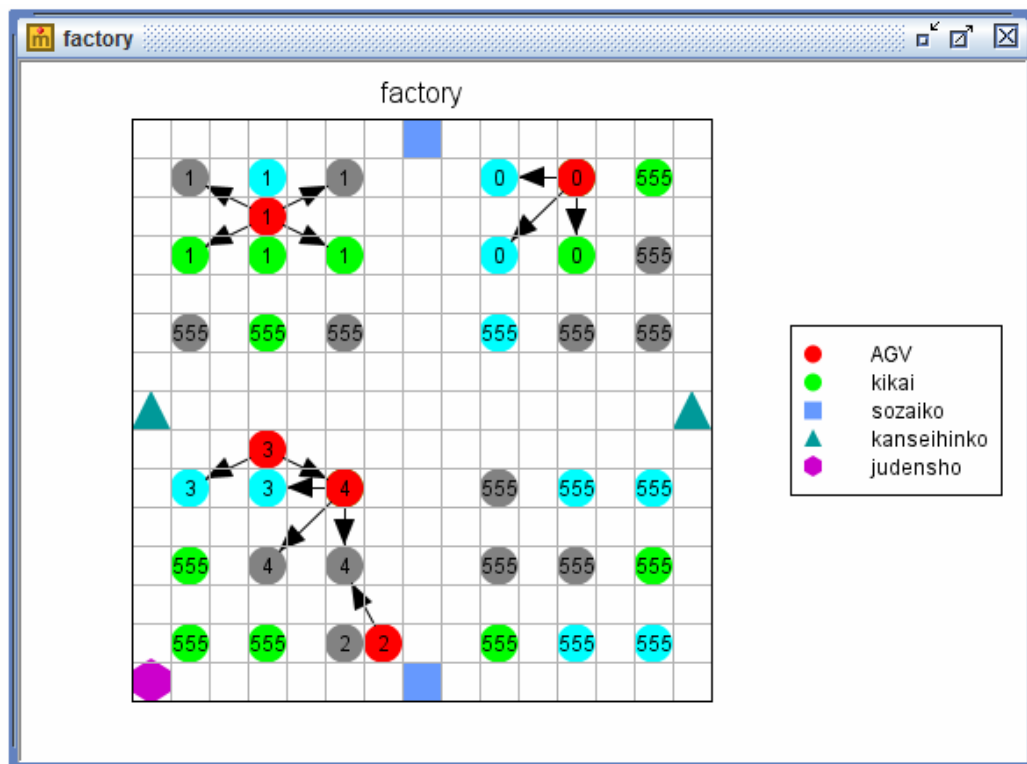 factory
factory
1 1 1 0 0 555
1
1 1 1 0 0 555
555 555 555 555 555 555
AGV
kikai
sozaiko
kanseihinko
judensho
3
3 3 4 555 555 555
555 4 4 555 555 555
555 555 2 2 555 555 555